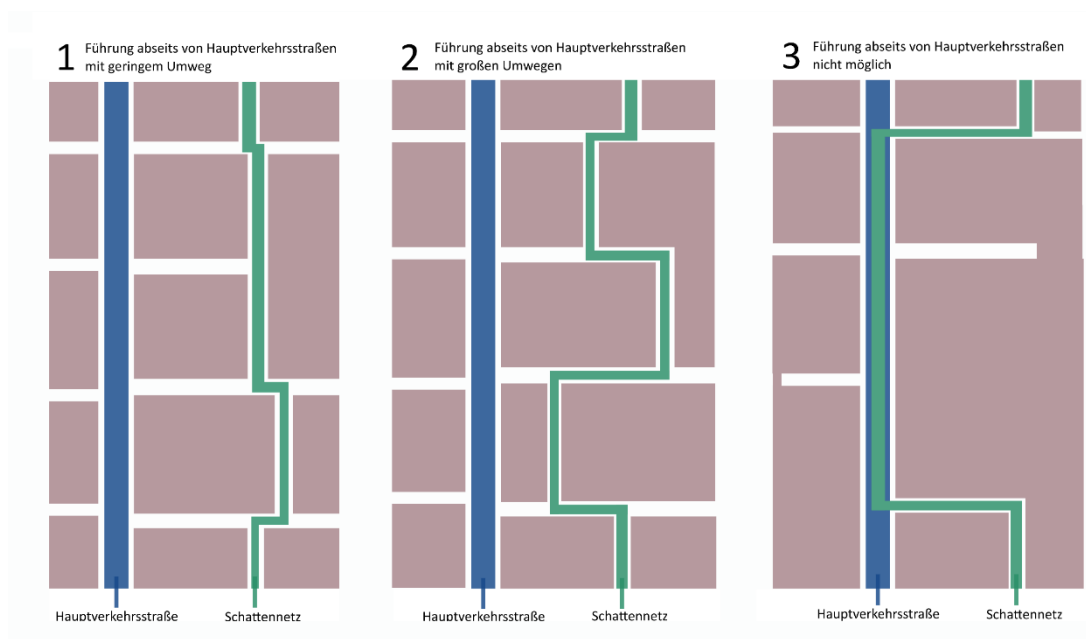 1 Führung abseits von Hauptverkehrsstraßen
mit geringem Umweg
2 Führung abseits von Hauptverkehrsstraßen
mit großen Umwegen
3 Führung abseits von Hauptverkehrsstraßen
nicht möglich
Hauptverkehrsstraße
Schattennetz
Hauptverkehrsstraße
Schattennetz
Hauptverkehrsstraße
Schattennetz